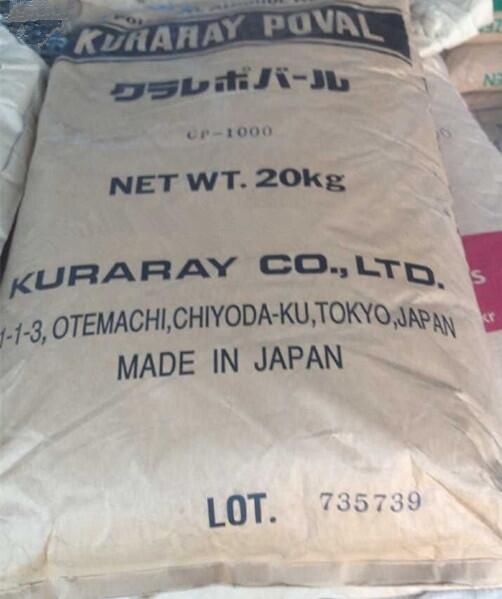 KURARAY POVAL
クラレポバール
CP-1000
NET WT. 20kg
KURARAY CO., LTD.
1-1-3, OTEMACHI, CHIYODA-KU, TOKYO, JAPAN
MADE IN JAPAN
LOT. 735739